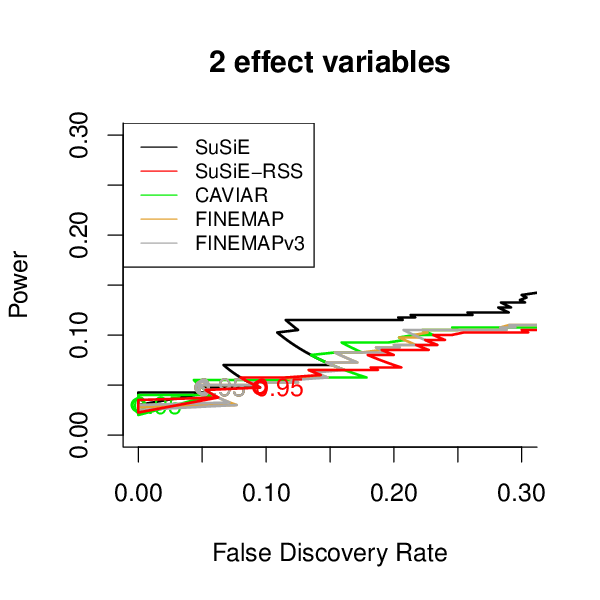 2 effect variables
SuSiE
SuSiE−RSS
CAVIAR
FINEMAP
FINEMAPv3
0.30
0.20
0.10
0.00
Power
0.95
0.00 0.10 0.20 0.30
False Discovery Rate